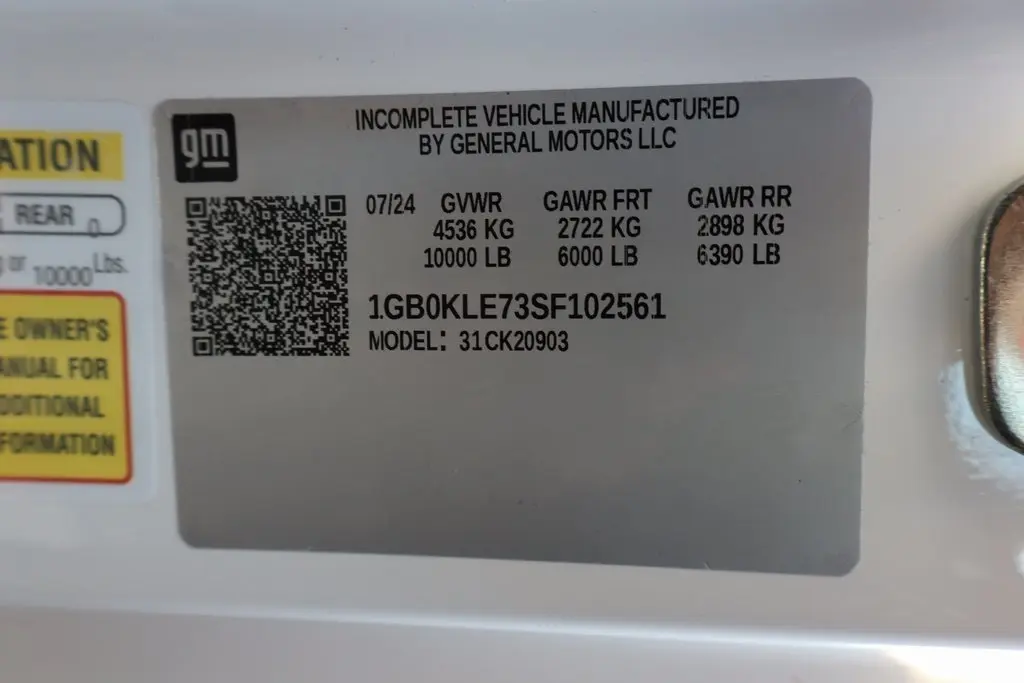 ATION
REAR 0
or 10000 Lbs.
E OWNER'S
ANUAL FOR
DDITIONAL
FORMATION
gm
INCOMPLETE VEHICLE MANUFACTURED
BY GENERAL MOTORS LLC
07/24 GVWR GAWR FRT GAWR RR
4536 KG 2722 KG 2898 KG
10000 LB 6000 LB 6390 LB
1GB0KLE73SF102561
MODEL: 31CK20903